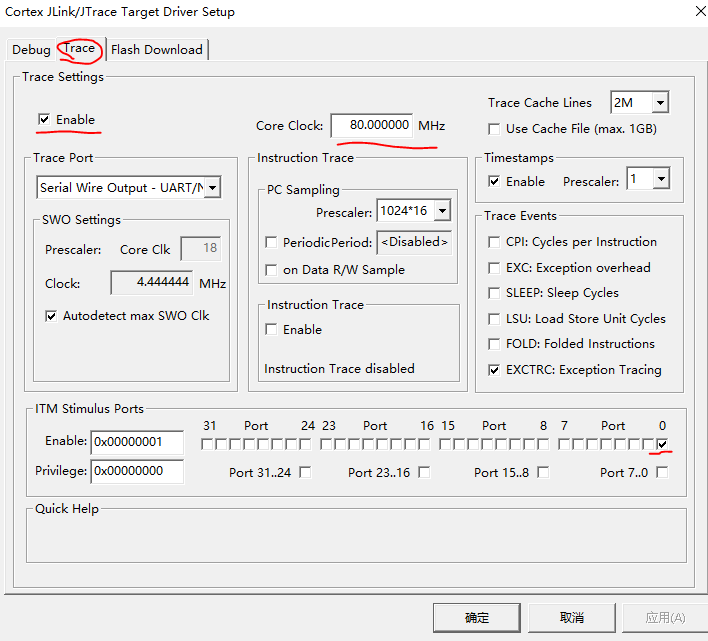 Cortex JLink/JTrace Target Driver Setup
Debug Trace Flash Download
Trace Settings
Enable
Core Clock: 80.000000 MHz
Trace Cache Lines 2M
Use Cache File (max. 1GB)
Trace Port
Serial Wire Output - UART/N
SWO Settings
Prescaler: Core Clk 18
Clock: 4.444444 MHz
Autodetect max SWO Clk
Instruction Trace
PC Sampling
Prescaler: 1024*16
Periodic Period: <Disabled>
on Data R/W Sample
Instruction Trace
Enable
Instruction Trace disabled
Timestamps
Enable Prescaler: 1
Trace Events
CPI: Cycles per Instruction
EXC: Exception overhead
SLEEP: Sleep Cycles
LSU: Load Store Unit Cycles
FOLD: Folded Instructions
EXCTRC: Exception Tracing
ITM Stimulus Ports
31 Port 24 23 Port 16 15 Port 8 7 Port 0
Enable: 0x00000001
Privilege: 0x00000000 Port 31..24 Port 23..16 Port 15..8 Port 7..0
Quick Help
确定 取消 应用(A)